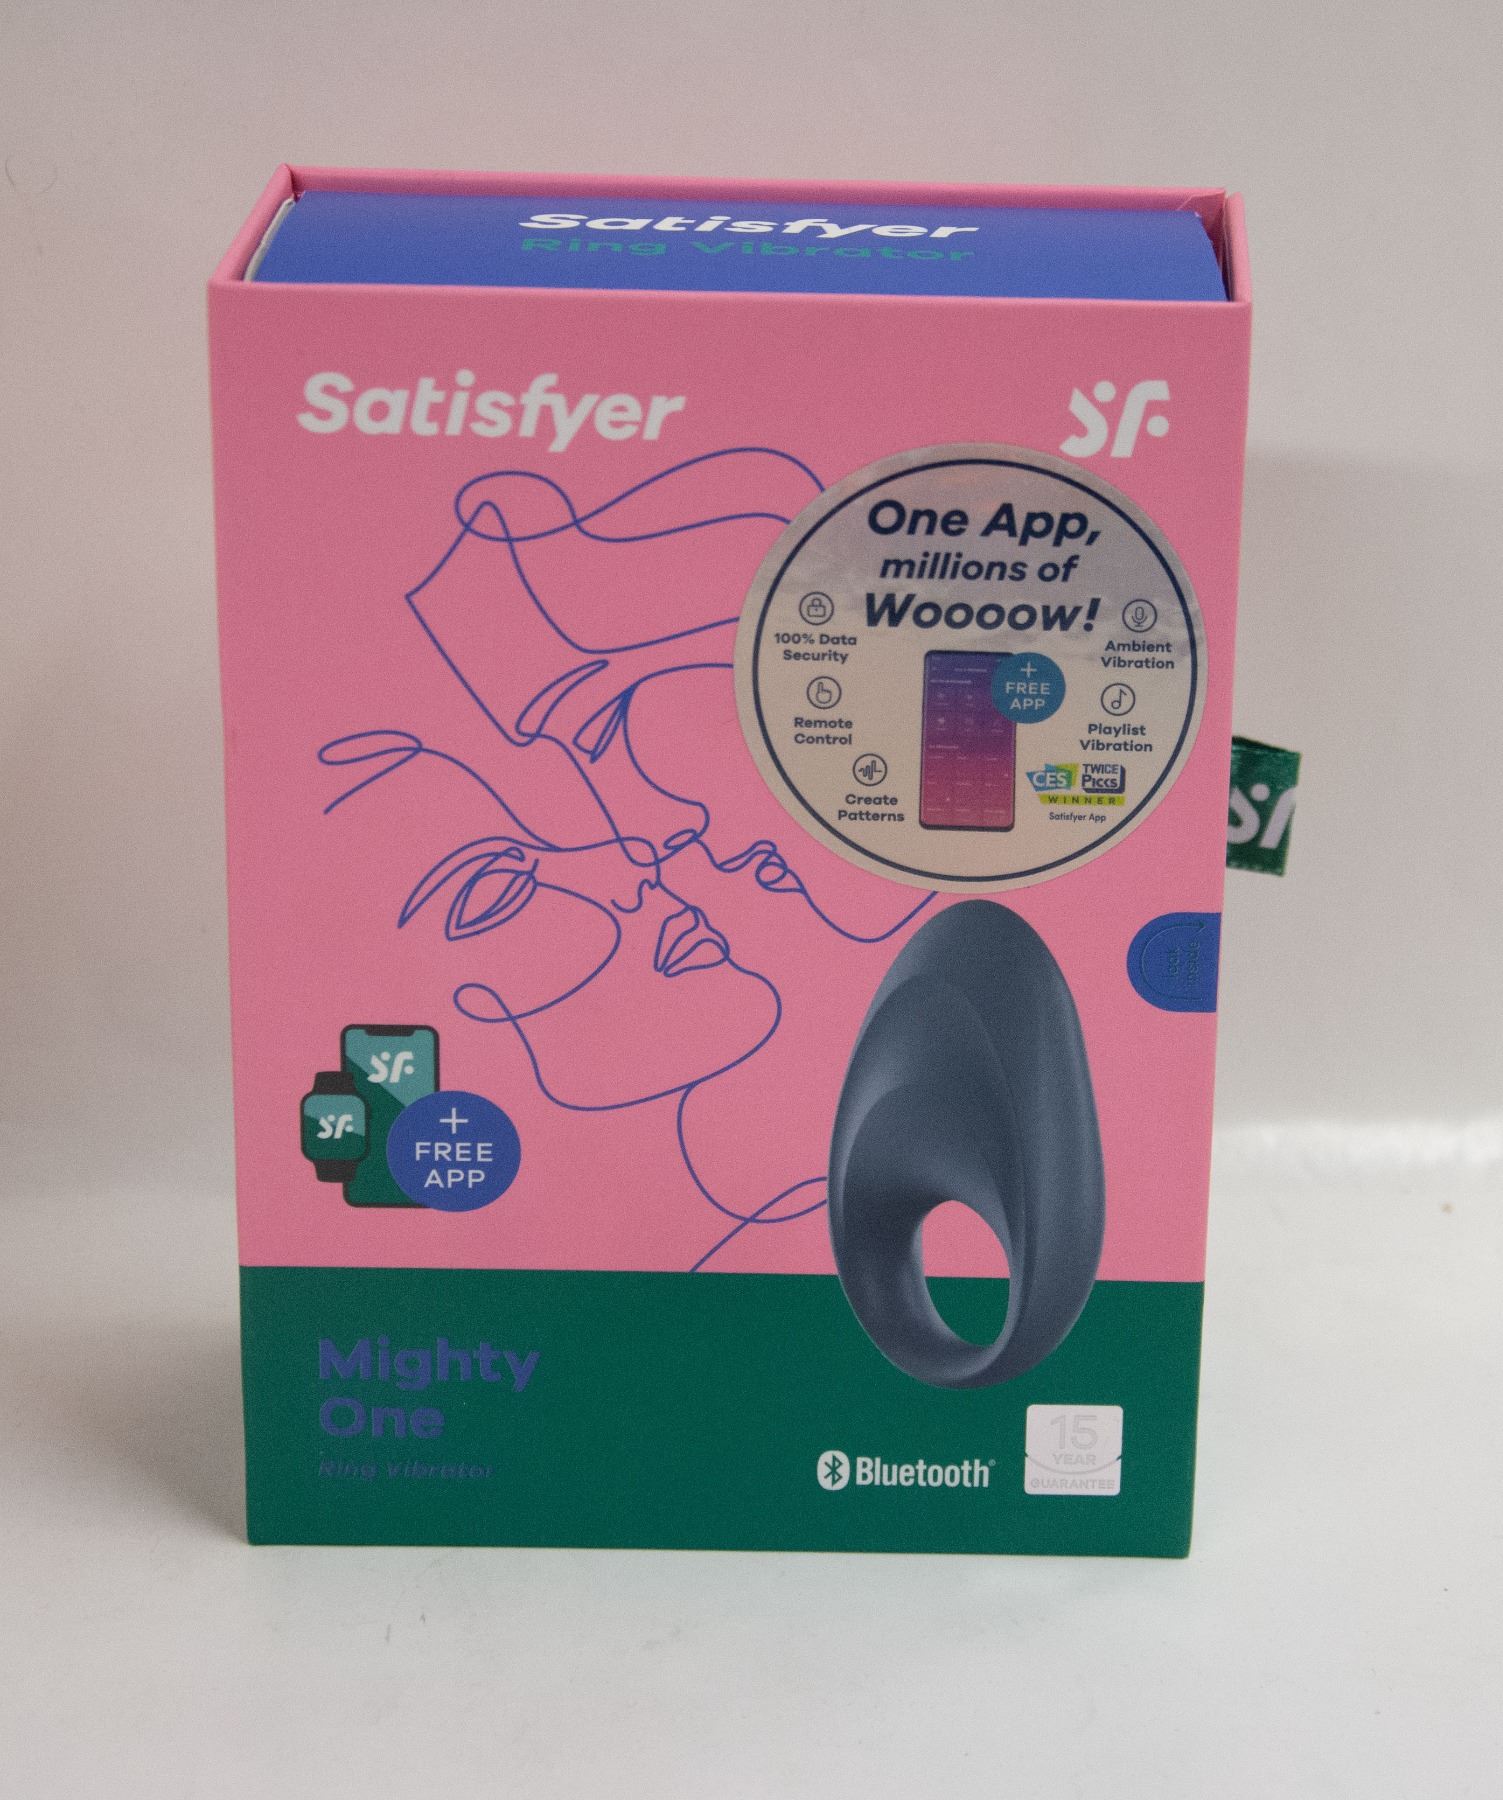 Satisfyer
Ring Vibrator
Satisfyer
SF
One App,
millions of
Woooow!
100% Data
Security
Ambient
Vibration
+
FREE
APP
Remote
Control
Playlist
Vibration
Create
Patterns
CES
TWICE
PICKS
WINNER
Satisfyer App
SF
look
inside
SF
SF
+
FREE
APP
Mighty
One
Ring Vibrator
Bluetooth®
15
YEAR
GUARANTEE